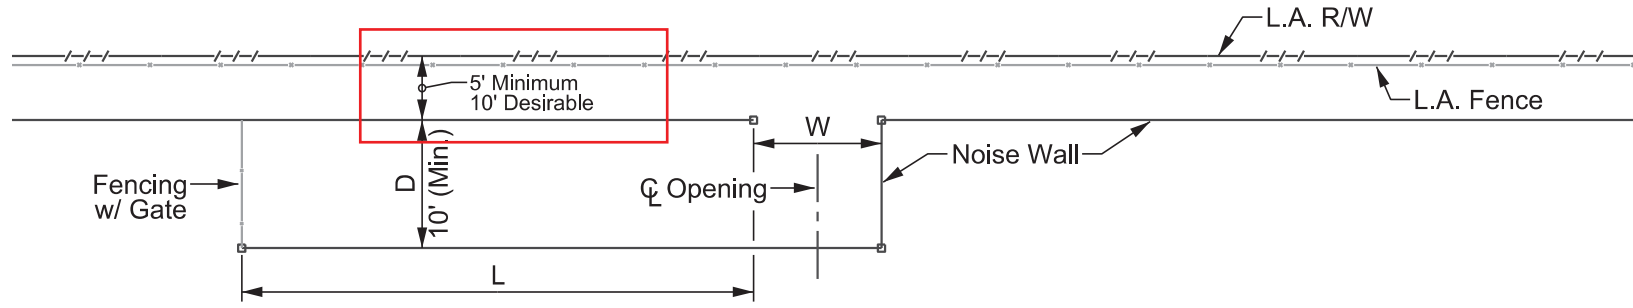 L.A. R/W
5' Minimum
10' Desirable
L.A. Fence
W
Noise Wall
Fencing
w/ Gate
D
10' (Min.)
℄ Opening
L